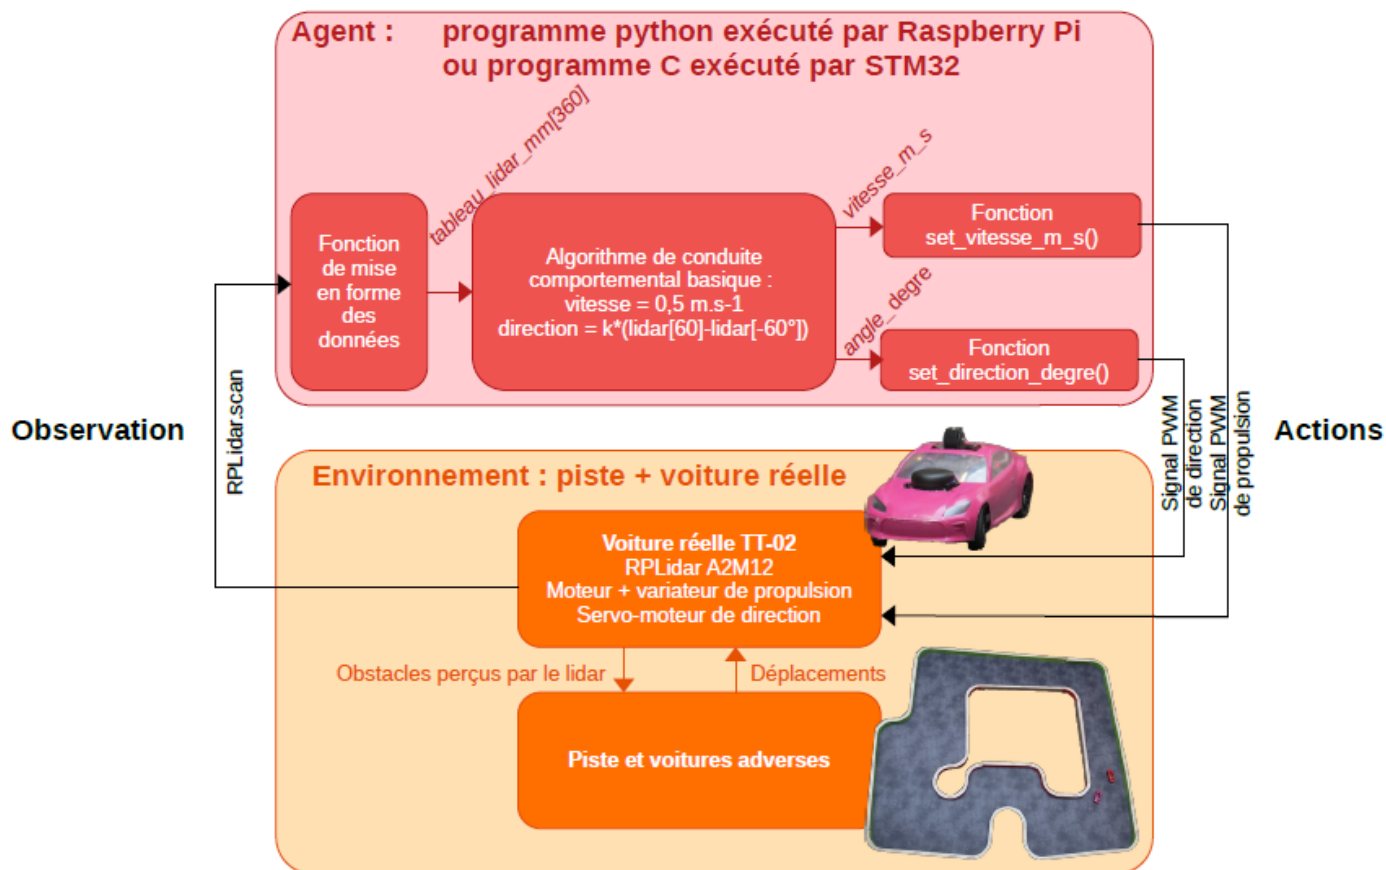 Agent : programme python exécuté par Raspberry Pi
ou programme C exécuté par STM32
tableau_lidar_mm[360]
vitesse_m_s
angle_degre
Fonction
de mise
en forme
des
données
Algorithme de conduite
comportemental basique :
vitesse = 0,5 m.s-1
direction = k*(lidar[60]-lidar[-60°])
Fonction
set_vitesse_m_s()
Fonction
set_direction_degre()
Observation
RPLidar.scan
Signal PWM
de direction
Signal PWM
de propulsion
Actions
Environnement : piste + voiture réelle
Voiture réelle TT-02
RPLidar A2M12
Moteur + variateur de propulsion
Servo-moteur de direction
Obstacles perçus par le lidar
Déplacements
Piste et voitures adverses